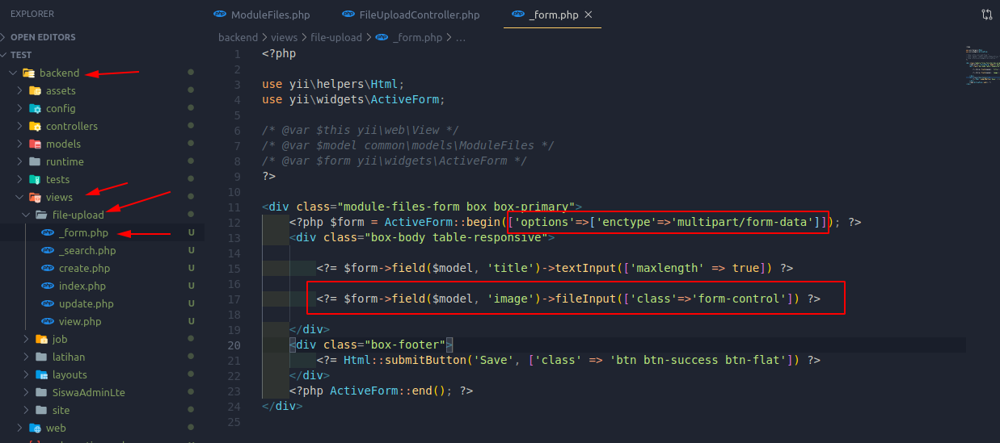 EXPLORER
OPEN EDITORS
TEST
backend
assets
config
controllers
models
runtime
tests
views
file-upload
_form.php U
_search.php U
create.php U
index.php U
update.php U
view.php U
job
latihan
layouts
SiswaAdminLte
site
web
ModuleFiles.php
FileUploadController.php
_form.php
backend > views > file-upload > _form.php > ...
1 <?php
2
3 use yii\helpers\Html;
4 use yii\widgets\ActiveForm;
5
6 /* @var $this yii\web\View */
7 /* @var $model common\models\ModuleFiles */
8 /* @var $form yii\widgets\ActiveForm */
9 ?>
10
11 <div class="module-files-form box box-primary">
12 <?php $form = ActiveForm::begin(['options'=>['enctype'=>'multipart/form-data']]); ?>
13 <div class="box-body table-responsive">
14
15 <?= $form->field($model, 'title')->textInput(['maxlength' => true]) ?>
16
17 <?= $form->field($model, 'image')->fileInput(['class'=>'form-control']) ?>
18
19 </div>
20 <div class="box-footer">
21 <?= Html::submitButton('Save', ['class' => 'btn btn-success btn-flat']) ?>
22 </div>
23 <?php ActiveForm::end(); ?>
24 </div>
25